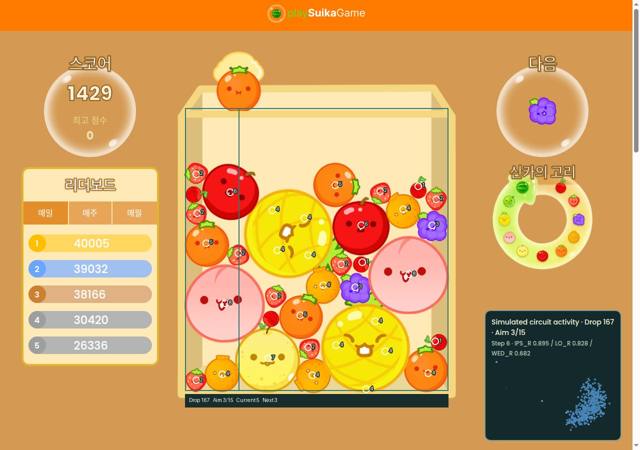 playSuikaGame
스코어
1429
최고 점수
0
리더보드
매일 매주 매월
1 40005
2 39032
3 38166
4 30420
5 26336
다음
신카의 고리
Simulated circuit activity · Drop 167
· Aim 3/15
Step 6 · IPS_R 0.895 / LO_R 0.828 /
WED_R 0.682
Drop 167 Aim 3/15 Current 5 Next 3